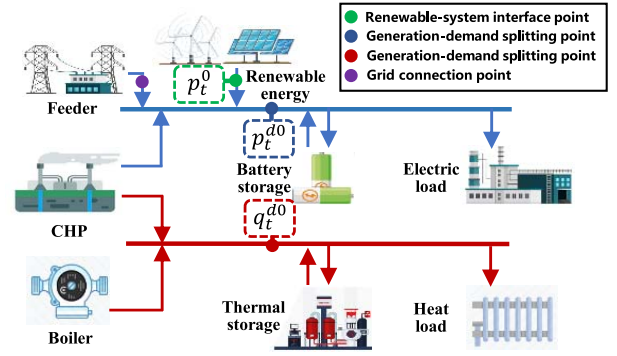 Renewable-system interface point
Generation-demand splitting point
Generation-demand splitting point
Grid connection point
Feeder
p_t^0
Renewable
energy
p_t^{d0}
Battery
storage
Electric
load
CHP
q_t^{d0}
Boiler
Thermal
storage
Heat
load